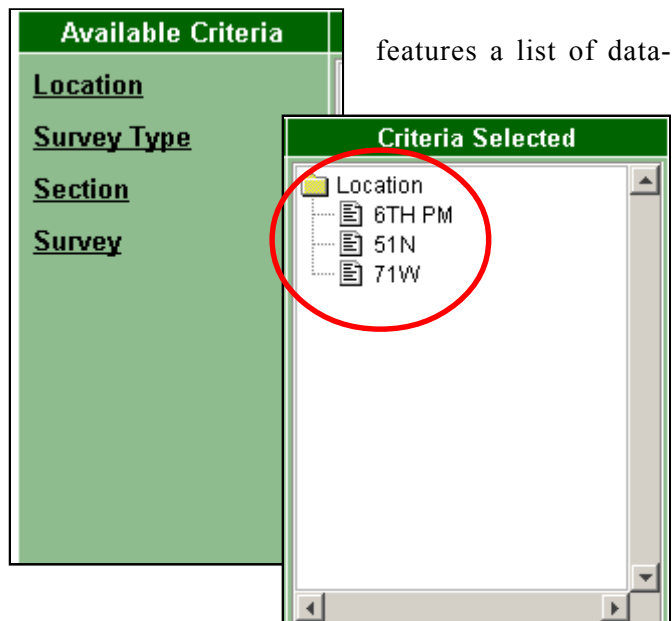 Available Criteria
features a list of data-
Location
Survey Type
Section
Survey
Criteria Selected
Location
6TH PM
51N
71W